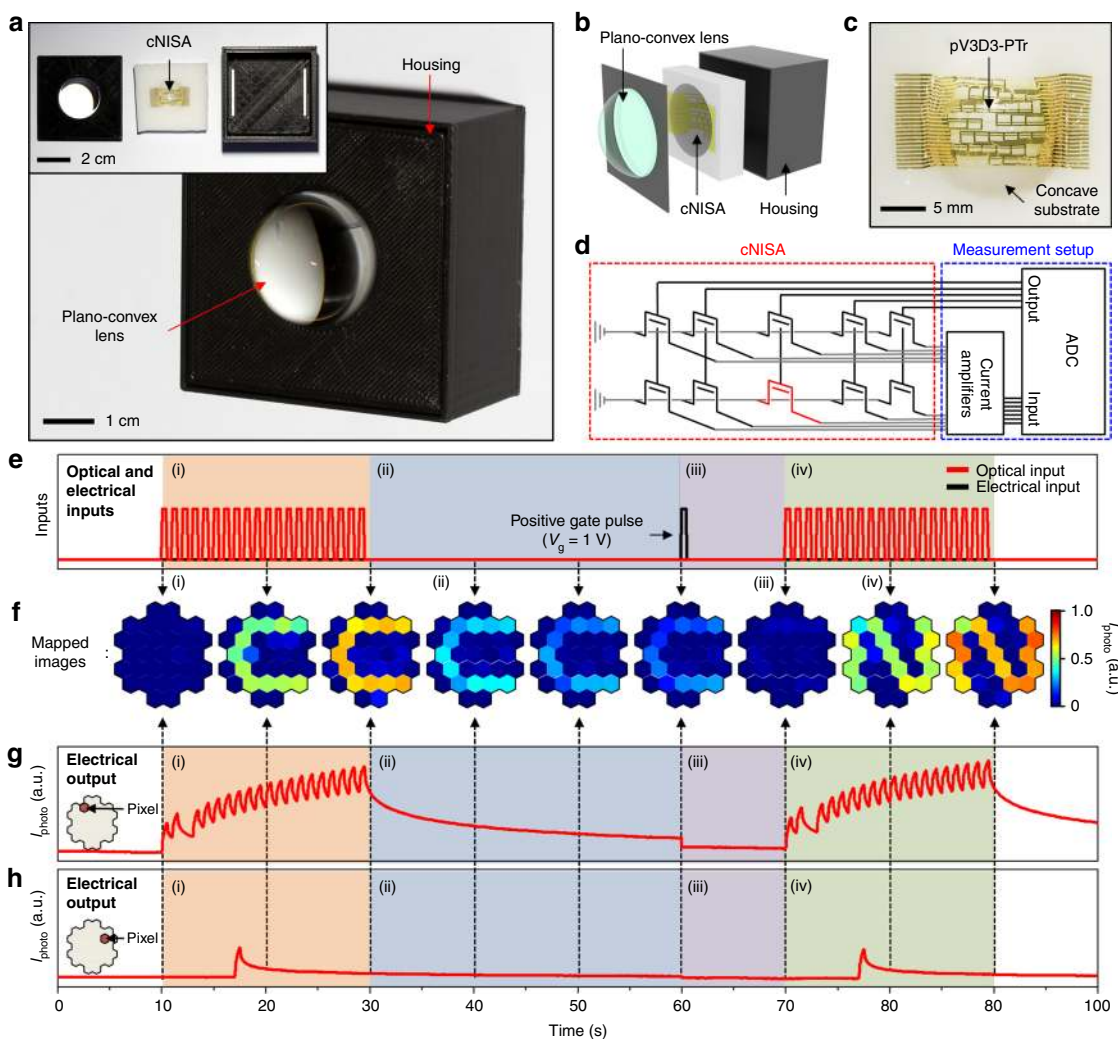 a
cNISA
2 cm
Housing
Plano-convex
lens
1 cm
b
Plano-convex lens
cNISA
Housing
c
pV3D3-PTr
Concave
substrate
5 mm
d
cNISA
Measurement setup
Output
ADC
Current
amplifiers
Input
e
Optical and
electrical
inputs
(i)
(ii)
(iii)
(iv)
Optical input
Electrical input
Positive gate pulse
(Vg = 1 V)
Inputs
(i)
(ii)
(iii)
(iv)
f
Mapped
images
:
1.0
0.5
0
Iphoto (a.u.)
g
Electrical
output
(i)
(ii)
(iii)
(iv)
Pixel
Iphoto (a.u.)
h
Electrical
output
(i)
(ii)
(iii)
(iv)
Pixel
Iphoto (a.u.)
0 10 20 30 40 50 60 70 80 90 100
Time (s)